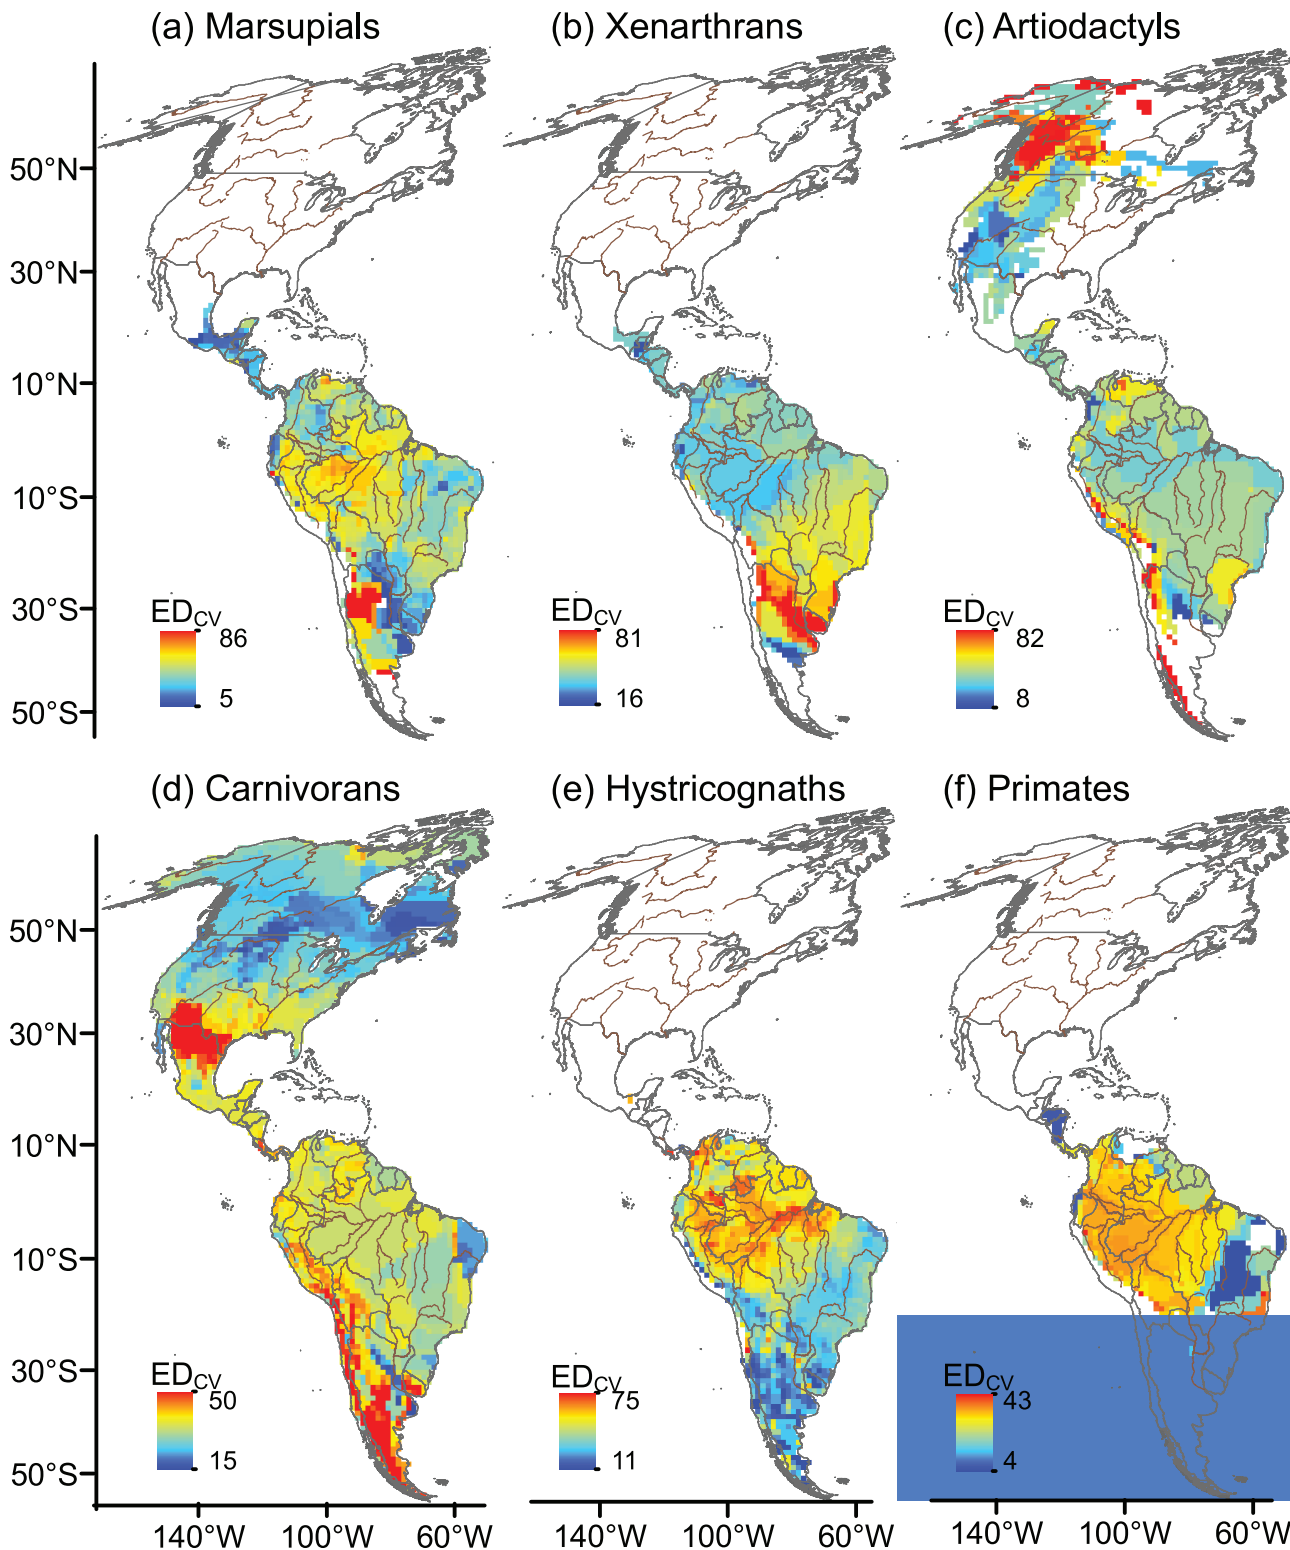 (a) Marsupials
(b) Xenarthrans
(c) Artiodactyls
50°N
30°N
10°N
10°S
30°S
50°S
ED_CV
86
5
ED_CV
81
16
ED_CV
82
8
(d) Carnivorans
(e) Hystricognaths
(f) Primates
50°N
30°N
10°N
10°S
30°S
50°S
ED_CV
50
15
ED_CV
75
11
ED_CV
43
4
140°W 100°W 60°W
140°W 100°W 60°W
140°W 100°W 60°W